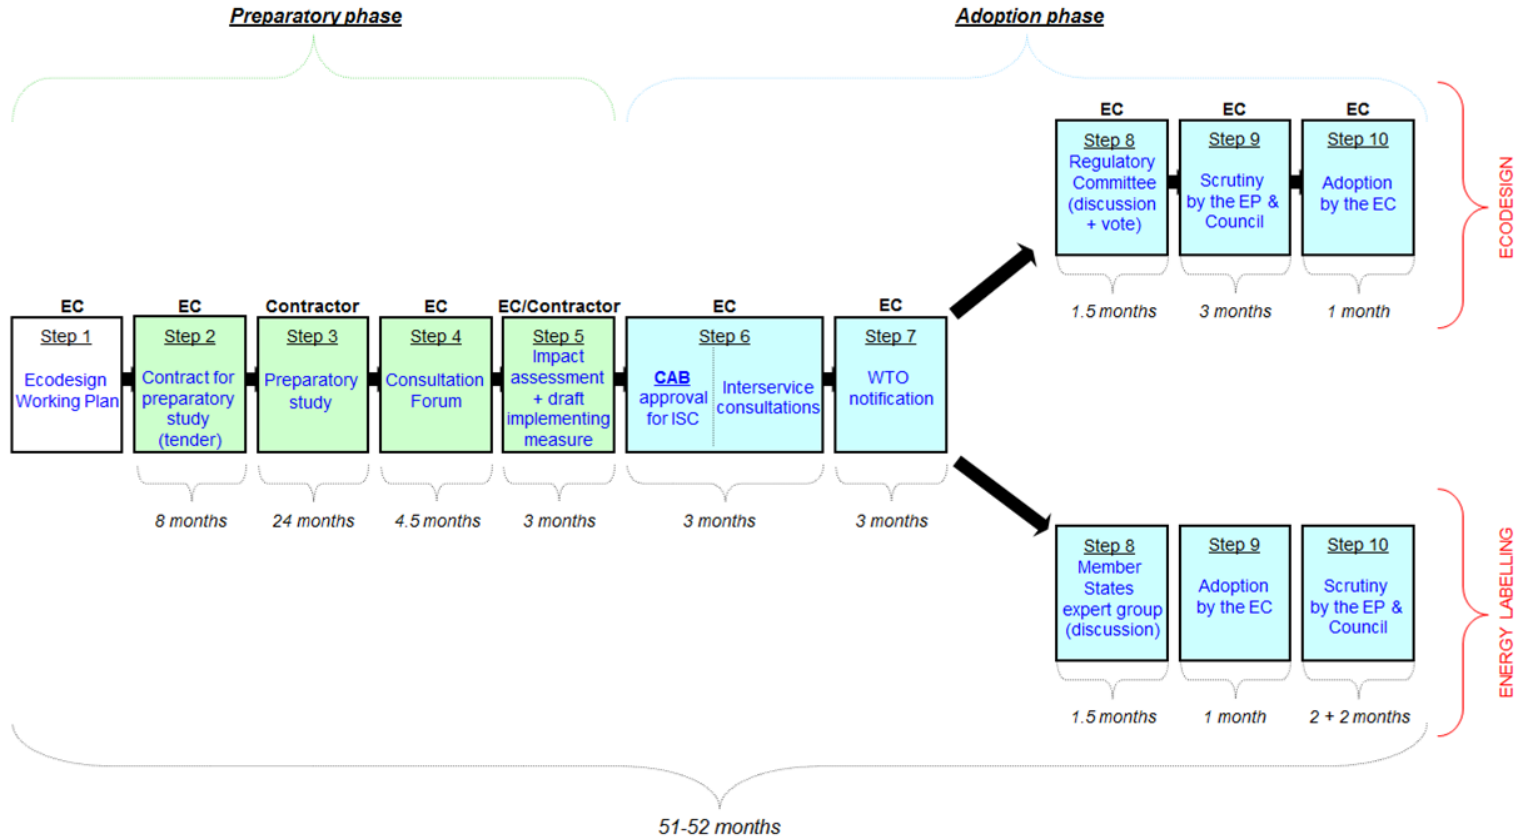 Preparatory phase
Adoption phase
EC
Step 8
Regulatory
Committee
(discussion
+ vote)
1.5 months
EC
Step 9
Scrutiny
by the EP &
Council
3 months
EC
Step 10
Adoption
by the EC
1 month
ECODESIGN
EC
Step 1
Ecodesign
Working Plan
EC
Step 2
Contract for
preparatory
study
(tender)
8 months
Contractor
Step 3
Preparatory
study
24 months
EC
Step 4
Consultation
Forum
4.5 months
EC/Contractor
Step 5
Impact
assessment
+ draft
implementing
measure
3 months
EC
Step 6
CAB
approval
for ISC
Interservice
consultations
3 months
EC
Step 7
WTO
notification
3 months
Step 8
Member
States
expert group
(discussion)
1.5 months
Step 9
Adoption
by the EC
1 month
Step 10
Scrutiny
by the EP &
Council
2 + 2 months
ENERGY LABELLING
51-52 months